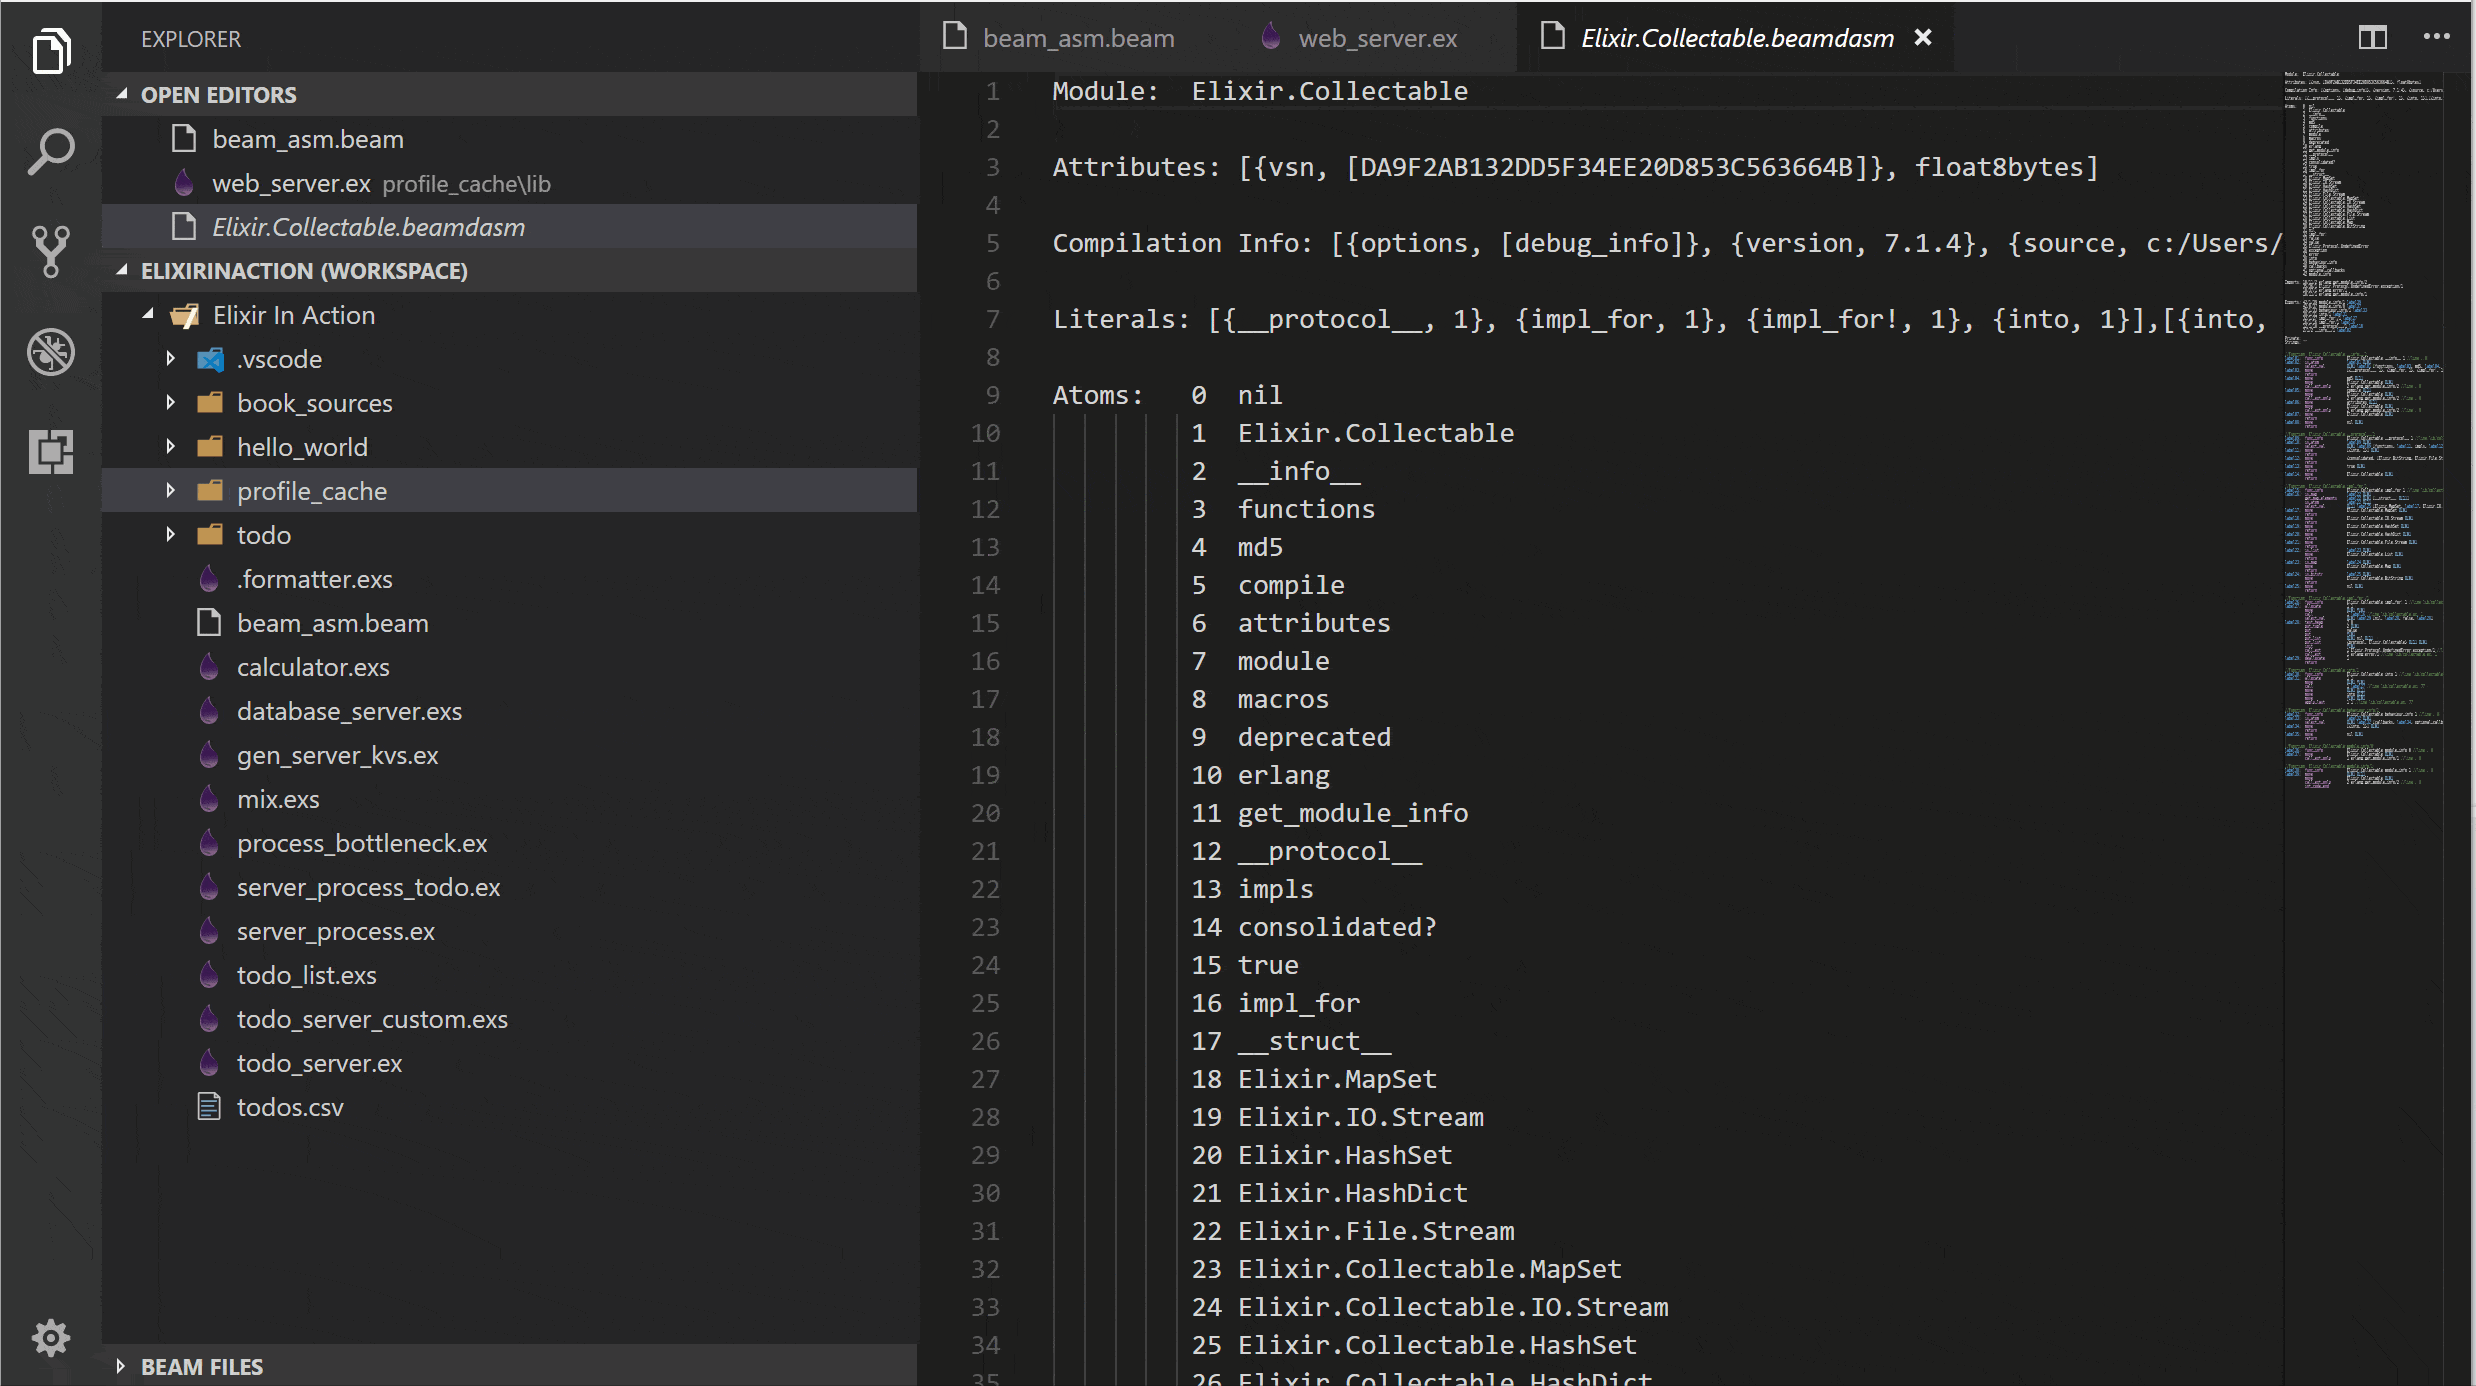 EXPLORER
OPEN EDITORS
beam_asm.beam
web_server.ex profile_cache\lib
Elixir.Collectable.beamdasm
ELIXIRINACTION (WORKSPACE)
Elixir In Action
.vscode
book_sources
hello_world
profile_cache
todo
.formatter.exs
beam_asm.beam
calculator.exs
database_server.exs
gen_server_kvs.ex
mix.exs
process_bottleneck.ex
server_process_todo.ex
server_process.ex
todo_list.exs
todo_server_custom.exs
todo_server.ex
todos.csv
BEAM FILES
beam_asm.beam web_server.ex Elixir.Collectable.beamdasm
1 Module: Elixir.Collectable
2
3 Attributes: [{vsn, [DA9F2AB132DD5F34EE20D853C563664B]}, float8bytes]
4
5 Compilation Info: [{options, [debug_info]}, {version, 7.1.4}, {source, c:/Users/
6
7 Literals: [{__protocol__, 1}, {impl_for, 1}, {impl_for!, 1}, {into, 1}],[{into,
8
9 Atoms: 0 nil
10 1 Elixir.Collectable
11 2 __info__
12 3 functions
13 4 md5
14 5 compile
15 6 attributes
16 7 module
17 8 macros
18 9 deprecated
19 10 erlang
20 11 get_module_info
21 12 __protocol__
22 13 impls
23 14 consolidated?
24 15 true
25 16 impl_for
26 17 __struct__
27 18 Elixir.MapSet
28 19 Elixir.IO.Stream
29 20 Elixir.HashSet
30 21 Elixir.HashDict
31 22 Elixir.File.Stream
32 23 Elixir.Collectable.MapSet
33 24 Elixir.Collectable.IO.Stream
34 25 Elixir.Collectable.HashSet
35 26 Elixir.Collectable.HashDict